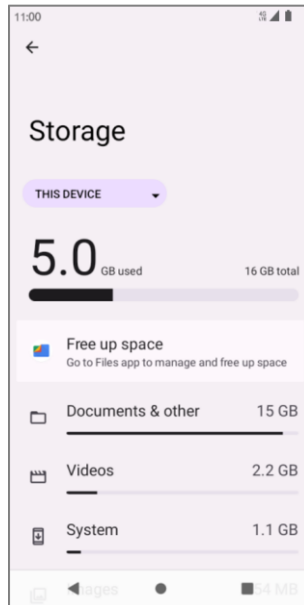 11:00
Storage
THIS DEVICE
5.0 GB used 16 GB total
Free up space
Go to Files app to manage and free up space
Documents & other 15 GB
Videos 2.2 GB
System 1.1 GB
Images